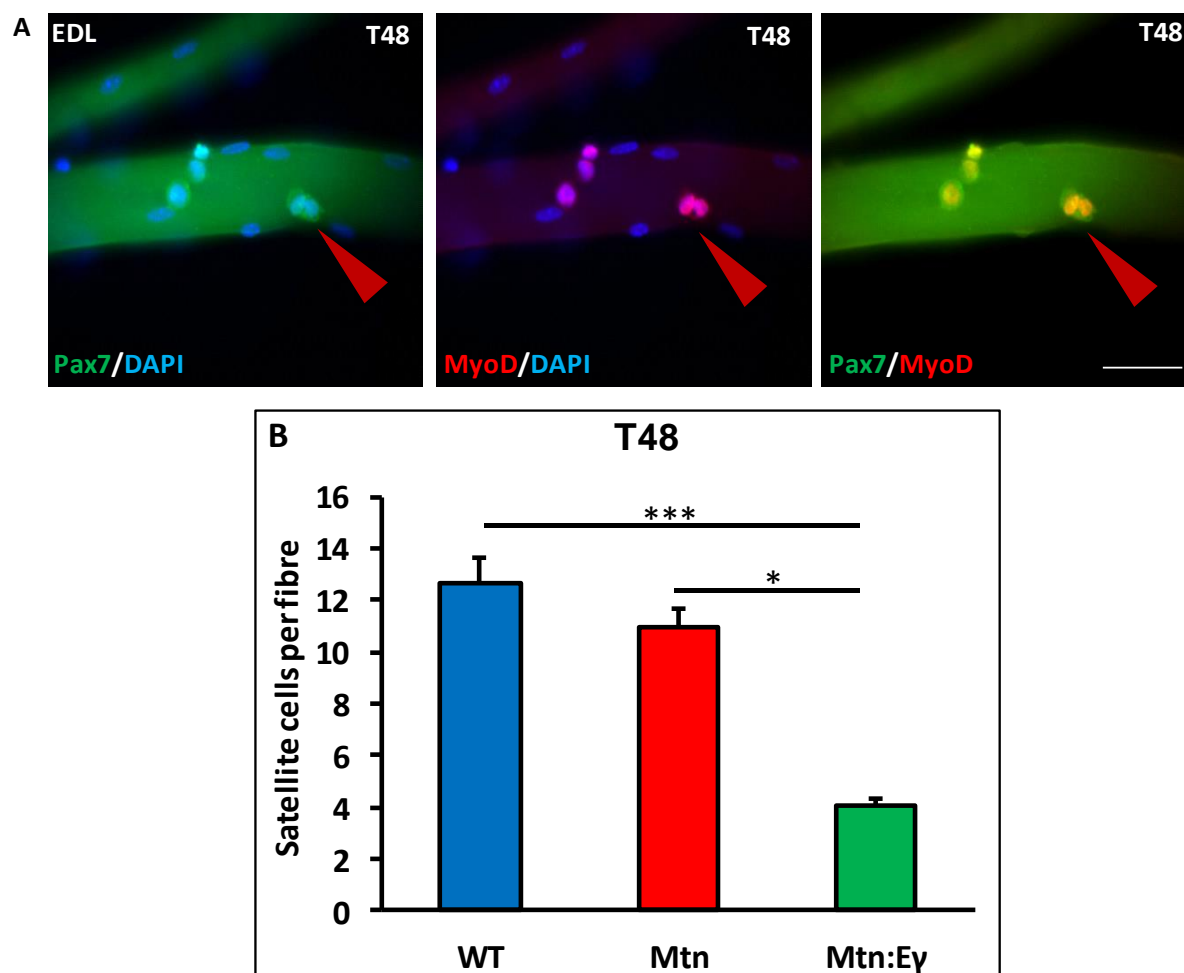 A
EDL T48
T48
T48
Pax7/DAPI
MyoD/DAPI
Pax7/MyoD
B
T48
Satellite cells per fibre
16
14
12
10
8
6
4
2
0
***
*
WT Mtn Mtn:Eγ